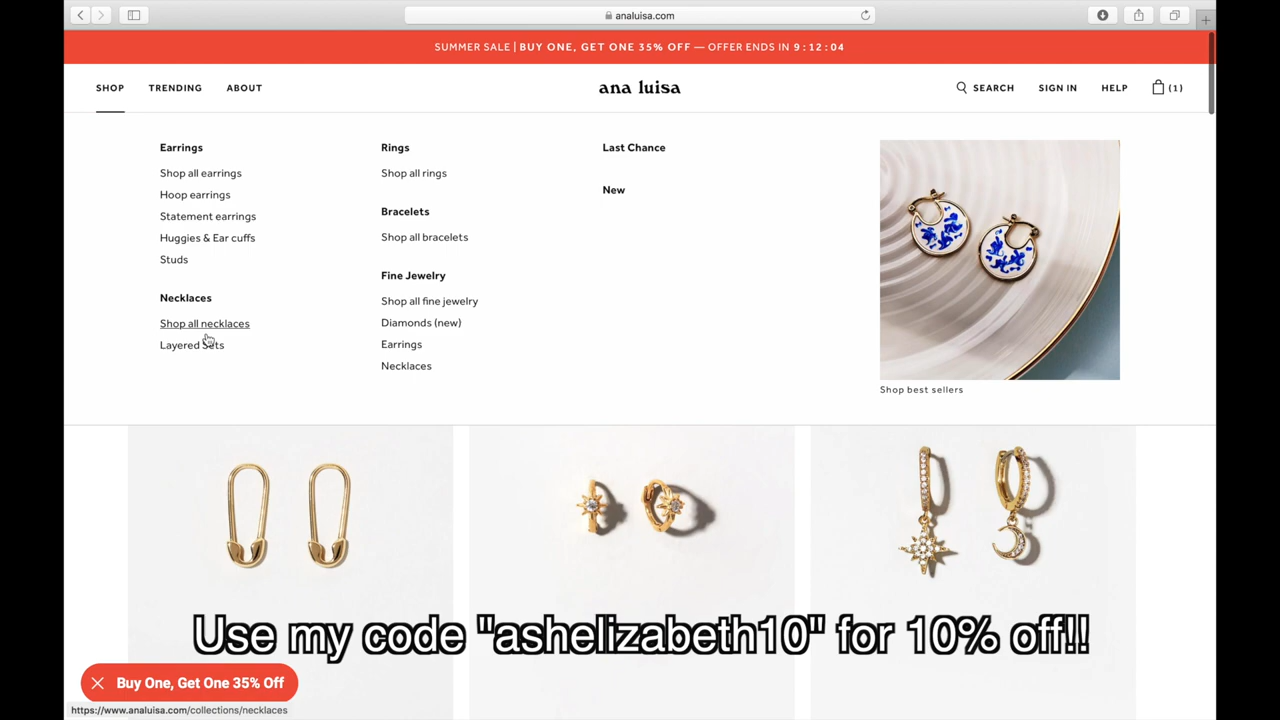 analuisa.com
SUMMER SALE | BUY ONE, GET ONE 35% OFF — OFFER ENDS IN 9:12:04
SHOP TRENDING ABOUT ana luisa SEARCH SIGN IN HELP (1)
Earrings
Shop all earrings
Hoop earrings
Statement earrings
Huggies & Ear cuffs
Studs
Necklaces
Shop all necklaces
Layered Sets
Rings
Shop all rings
Bracelets
Shop all bracelets
Fine Jewelry
Shop all fine jewelry
Diamonds (new)
Earrings
Necklaces
Last Chance
New
Shop best sellers
Use my code "ashelizabeth10" for 10% off!!
Buy One, Get One 35% Off
https://www.analuisa.com/collections/necklaces